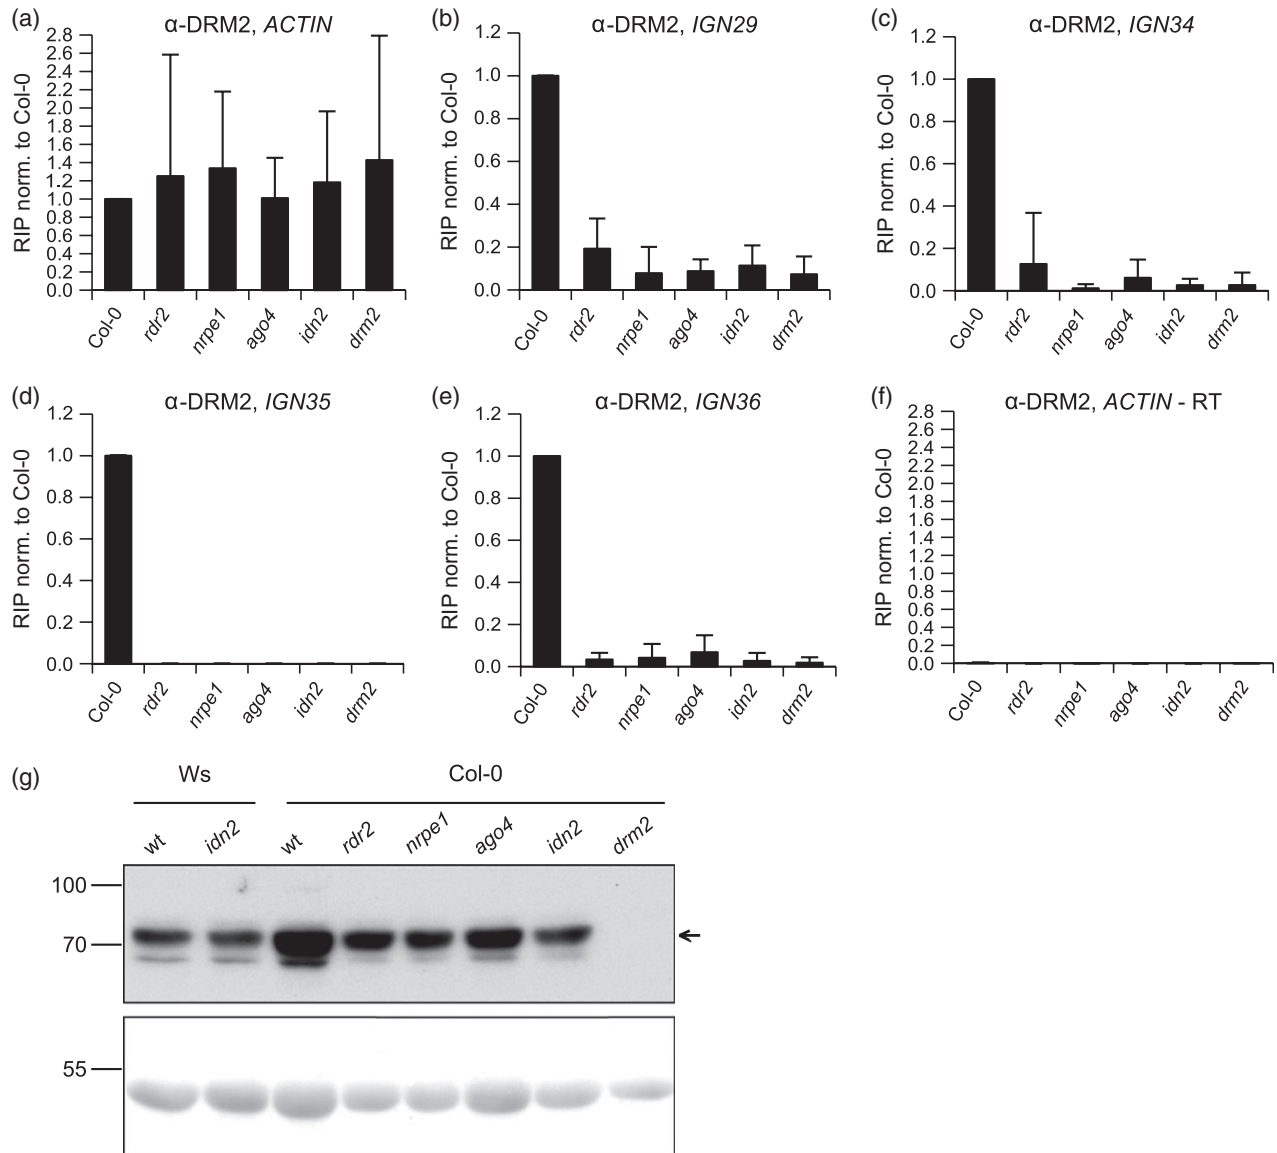 (a)
α-DRM2, ACTIN
RIP norm. to Col-0
2.8
2.6
2.4
2.2
2.0
1.8
1.6
1.4
1.2
1.0
0.8
0.6
0.4
0.2
0.0
Col-0 rdr2 nrpe1 ago4 idn2 drm2
(b)
α-DRM2, IGN29
RIP norm. to Col-0
1.2
1.0
0.8
0.6
0.4
0.2
0.0
Col-0 rdr2 nrpe1 ago4 idn2 drm2
(c)
α-DRM2, IGN34
RIP norm. to Col-0
1.2
1.0
0.8
0.6
0.4
0.2
0.0
Col-0 rdr2 nrpe1 ago4 idn2 drm2
(d)
α-DRM2, IGN35
RIP norm. to Col-0
1.2
1.0
0.8
0.6
0.4
0.2
0.0
Col-0 rdr2 nrpe1 ago4 idn2 drm2
(e)
α-DRM2, IGN36
RIP norm. to Col-0
1.2
1.0
0.8
0.6
0.4
0.2
0.0
Col-0 rdr2 nrpe1 ago4 idn2 drm2
(f)
α-DRM2, ACTIN - RT
RIP norm. to Col-0
2.8
2.6
2.4
2.2
2.0
1.8
1.6
1.4
1.2
1.0
0.8
0.6
0.4
0.2
0.0
Col-0 rdr2 nrpe1 ago4 idn2 drm2
(g)
Ws Col-0
wt idn2 wt rdr2 nrpe1 ago4 idn2 drm2
100
70
55